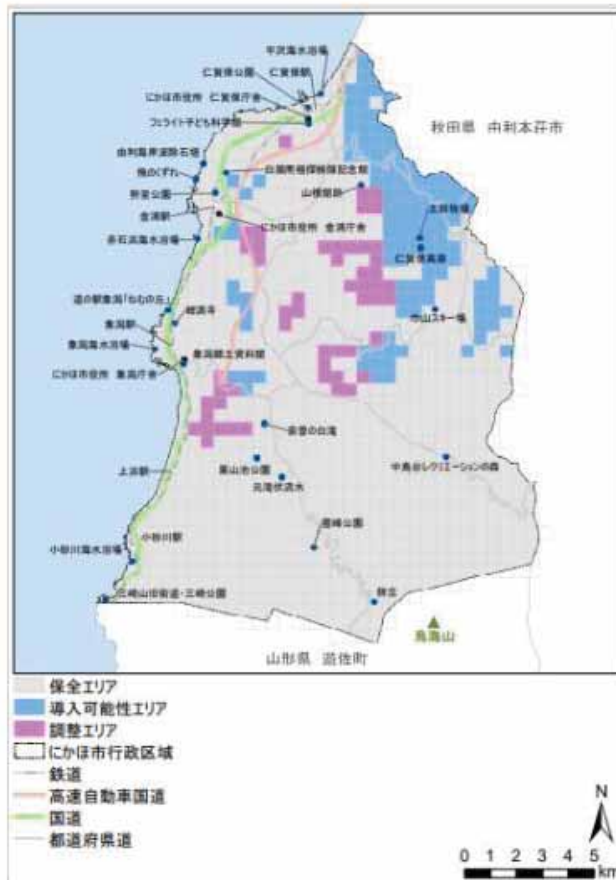 平沢海水浴場
仁賀保公園 仁賀保駅
にかほ市役所 仁賀保庁舎
フェライト子ども科学館
秋田県 由利本荘市
由利海岸波除石垣
白瀬南極探検隊記念館
勢至公園
山根館跡
金浦駅
にかほ市役所 金浦庁舎
土田牧場
赤石浜海水浴場
仁賀保高原
道の駅象潟「ねむの丘」
蚶満寺
中山スキー場
象潟駅
象潟海水浴場
象潟郷土資料館
にかほ市役所 象潟庁舎
奈曽の白滝
上浜駅
中島台レクリエーションの森
元滝伏流水
小砂川駅
小砂川海水浴場
三崎山旧街道・三崎公園
鉾立
鳥海山
山形県 遊佐町
保全エリア
導入可能性エリア
調整エリア
にかほ市行政区域
鉄道
高速自動車国道
国道
都道府県道
N
0 1 2 3 4 5
km